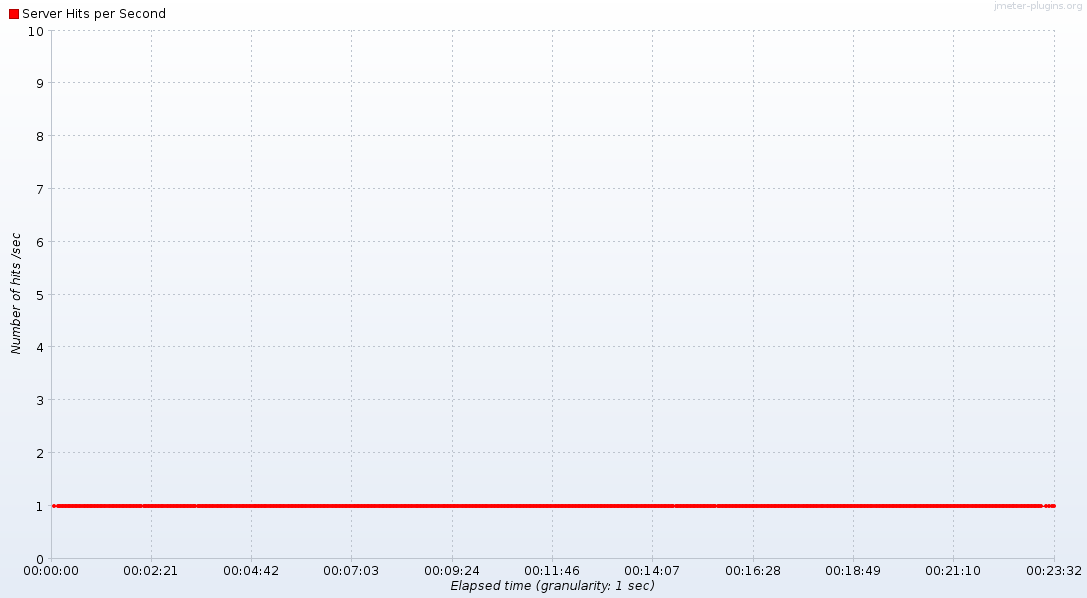 Server Hits per Second
jmeter-plugins.org
10
9
8
7
6
5
4
3
2
1
0
Number of hits /sec
00:00:00 00:02:21 00:04:42 00:07:03 00:09:24 00:11:46 00:14:07 00:16:28 00:18:49 00:21:10 00:23:32
Elapsed time (granularity: 1 sec)